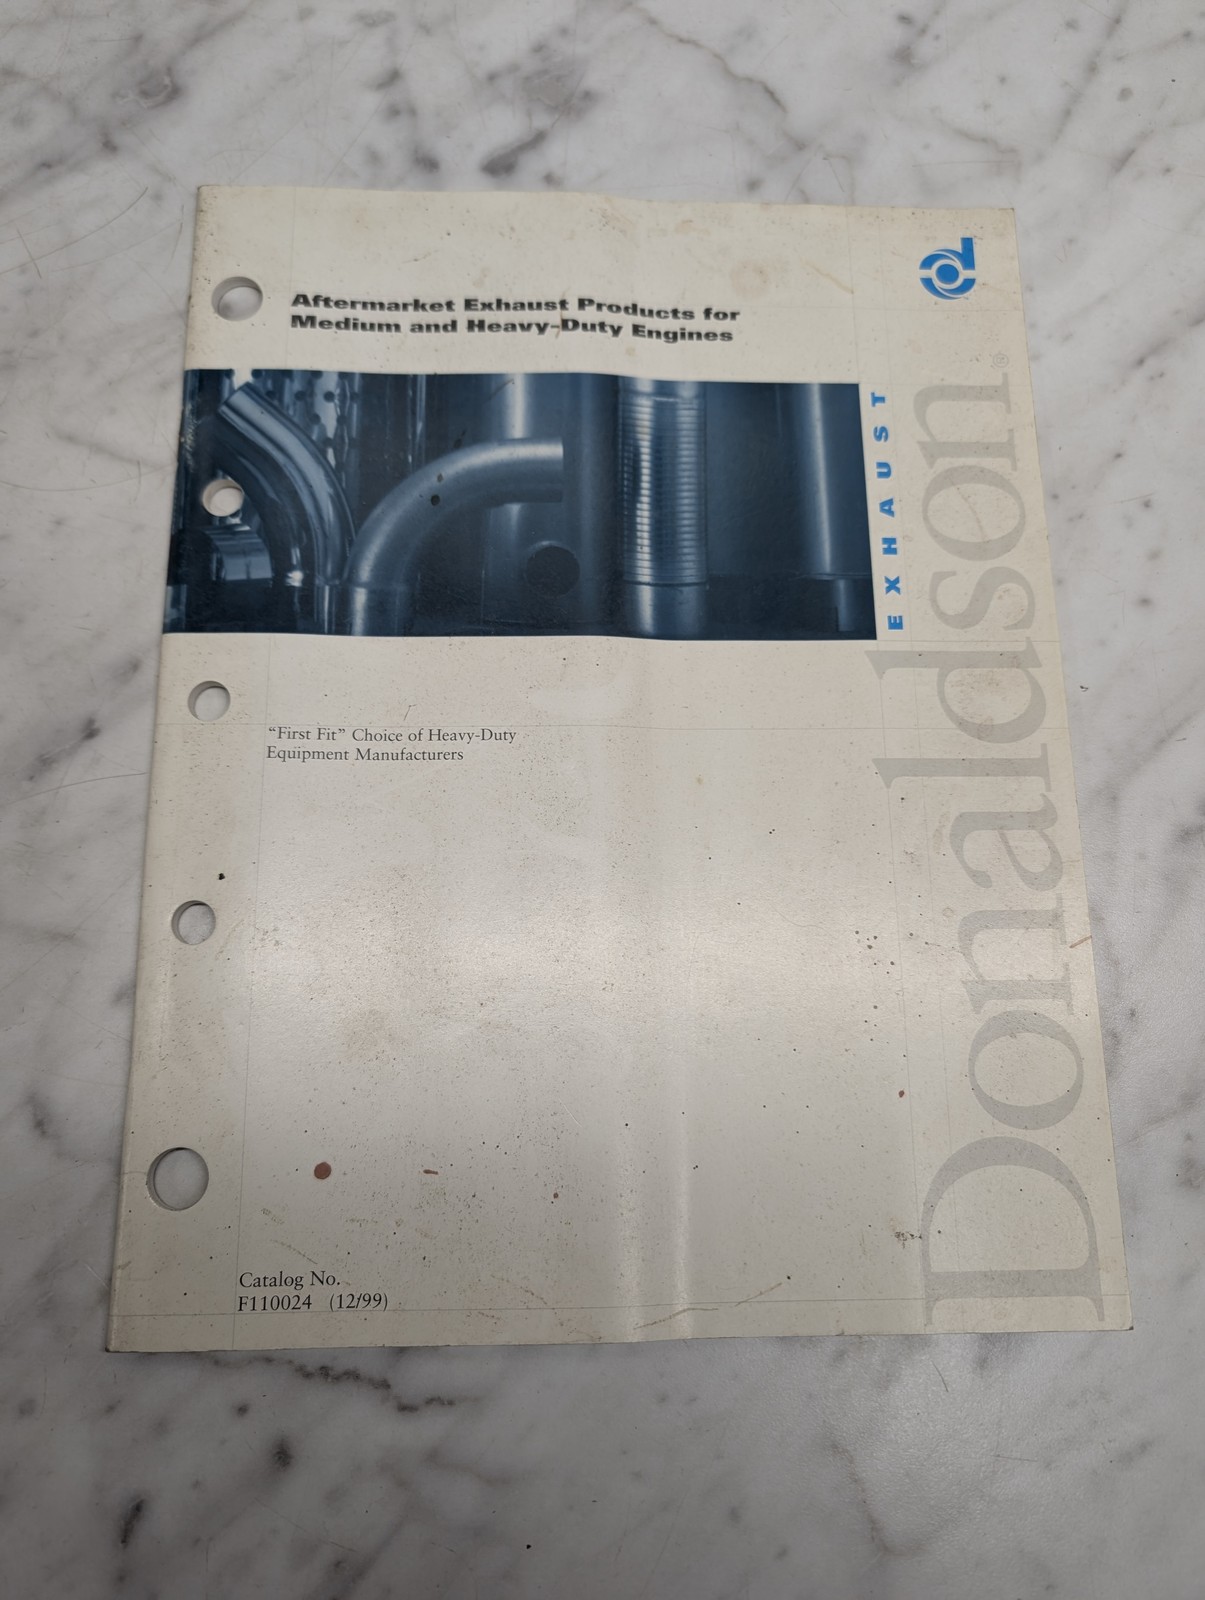 Aftermarket Exhaust Products for
Medium and Heavy-Duty Engines
EXHAUST
Donaldson®
“First Fit” Choice of Heavy-Duty
Equipment Manufacturers
Catalog No.
F110024 (12/99)